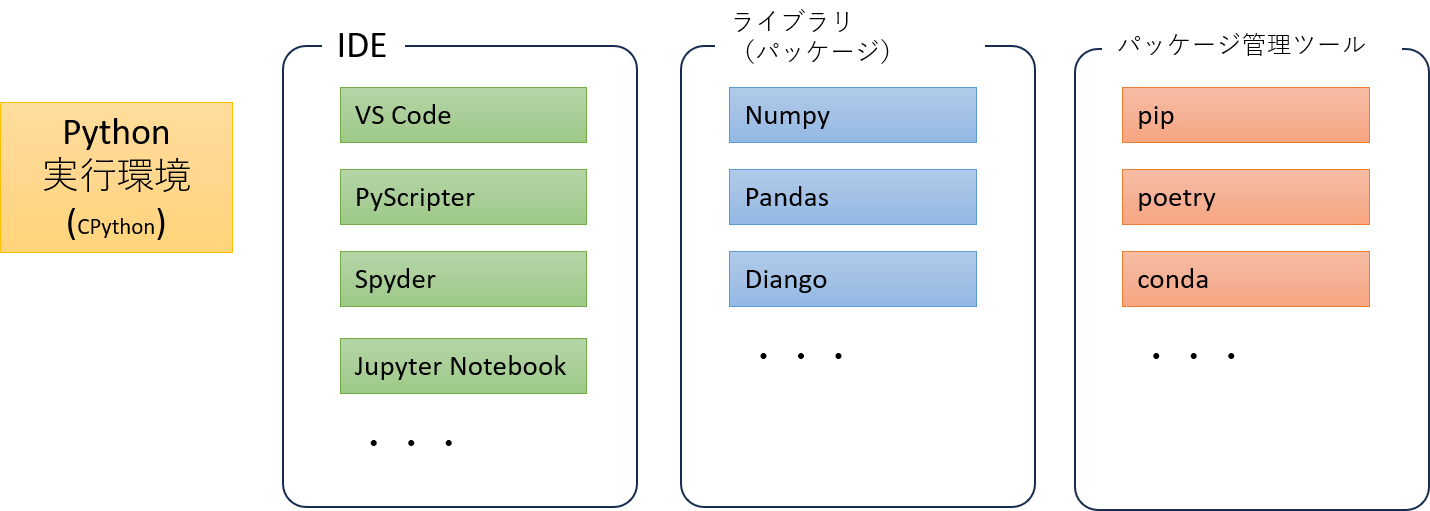 Python
実行環境
(CPython)
IDE
VS Code
PyScripter
Spyder
Jupyter Notebook
・・・
ライブラリ
（パッケージ）
Numpy
Pandas
Diango
・・・
パッケージ管理ツール
pip
poetry
conda
・・・